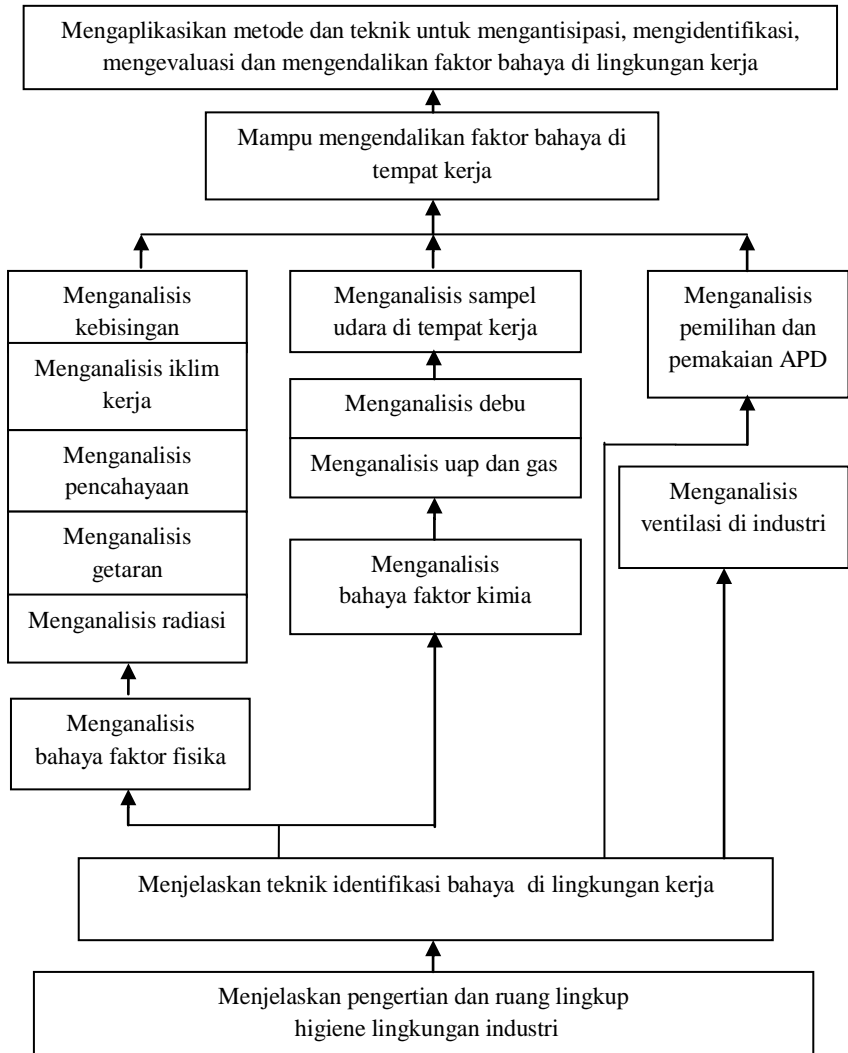 Mengaplikasikan metode dan teknik untuk mengantisipasi, mengidentifikasi,
mengevaluasi dan mengendalikan faktor bahaya di lingkungan kerja
Mampu mengendalikan faktor bahaya di
tempat kerja
Menganalisis
kebisingan
Menganalisis iklim
kerja
Menganalisis
pencahayaan
Menganalisis
getaran
Menganalisis radiasi
Menganalisis
bahaya faktor fisika
Menganalisis sampel
udara di tempat kerja
Menganalisis debu
Menganalisis uap dan gas
Menganalisis
bahaya faktor kimia
Menganalisis
pemilihan dan
pemakaian APD
Menganalisis
ventilasi di industri
Menjelaskan teknik identifikasi bahaya di lingkungan kerja
Menjelaskan pengertian dan ruang lingkup
higiene lingkungan industri